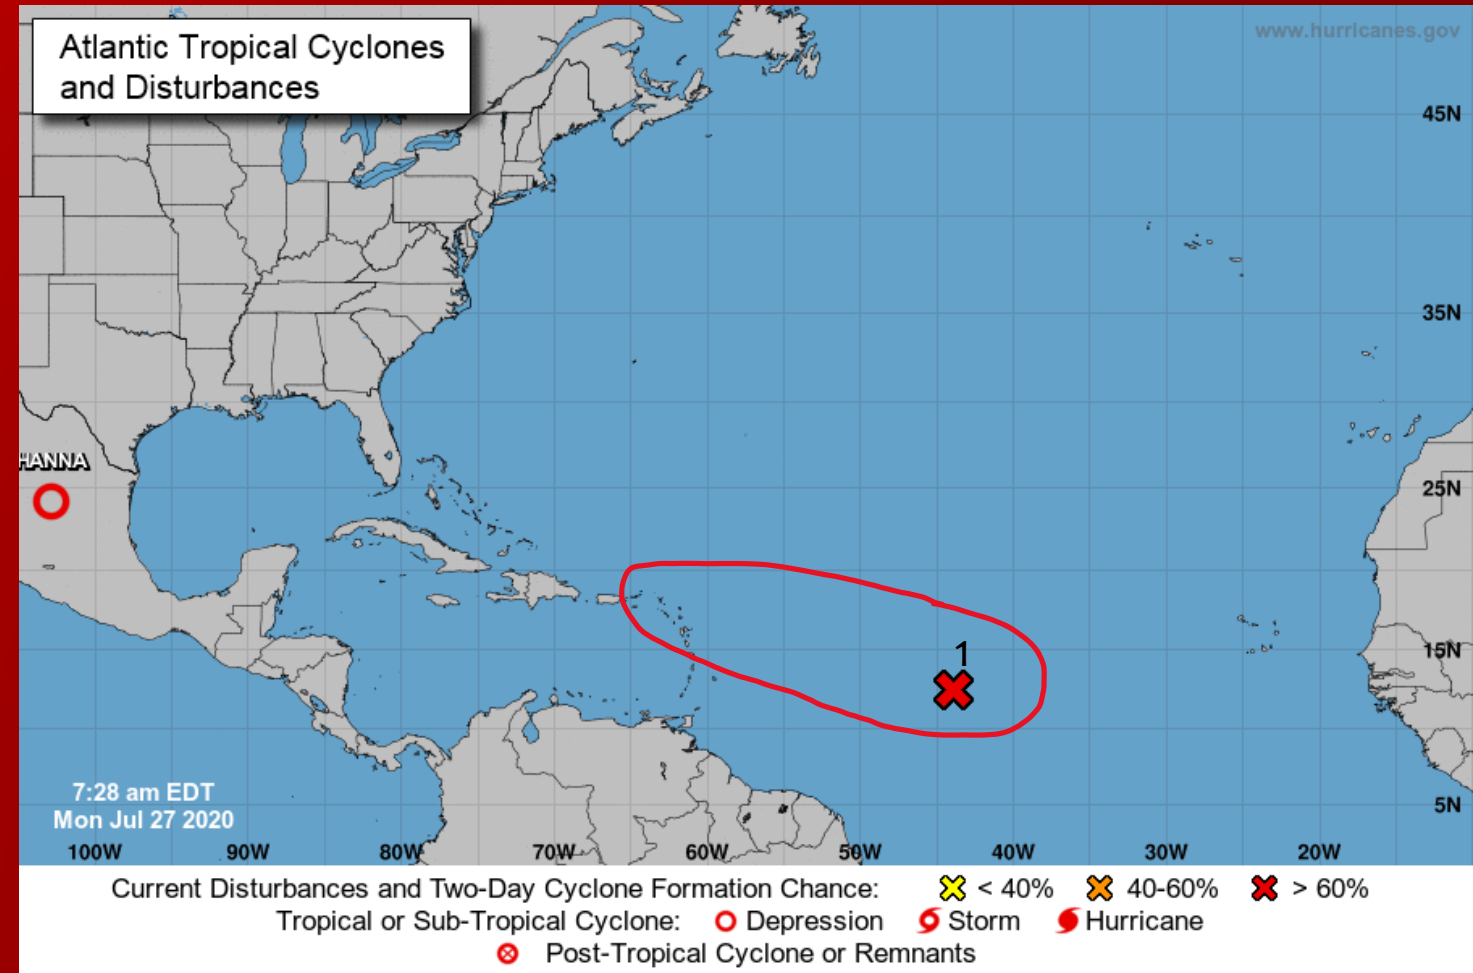 Atlantic Tropical Cyclones
and Disturbances
www.hurricanes.gov
45N
35N
HANNA
25N
1
15N
5N
7:28 am EDT
Mon Jul 27 2020
100W 90W 80W 70W 60W 50W 40W 30W 20W
Current Disturbances and Two-Day Cyclone Formation Chance: < 40% 40-60% > 60%
Tropical or Sub-Tropical Cyclone: Depression Storm Hurricane
Post-Tropical Cyclone or Remnants